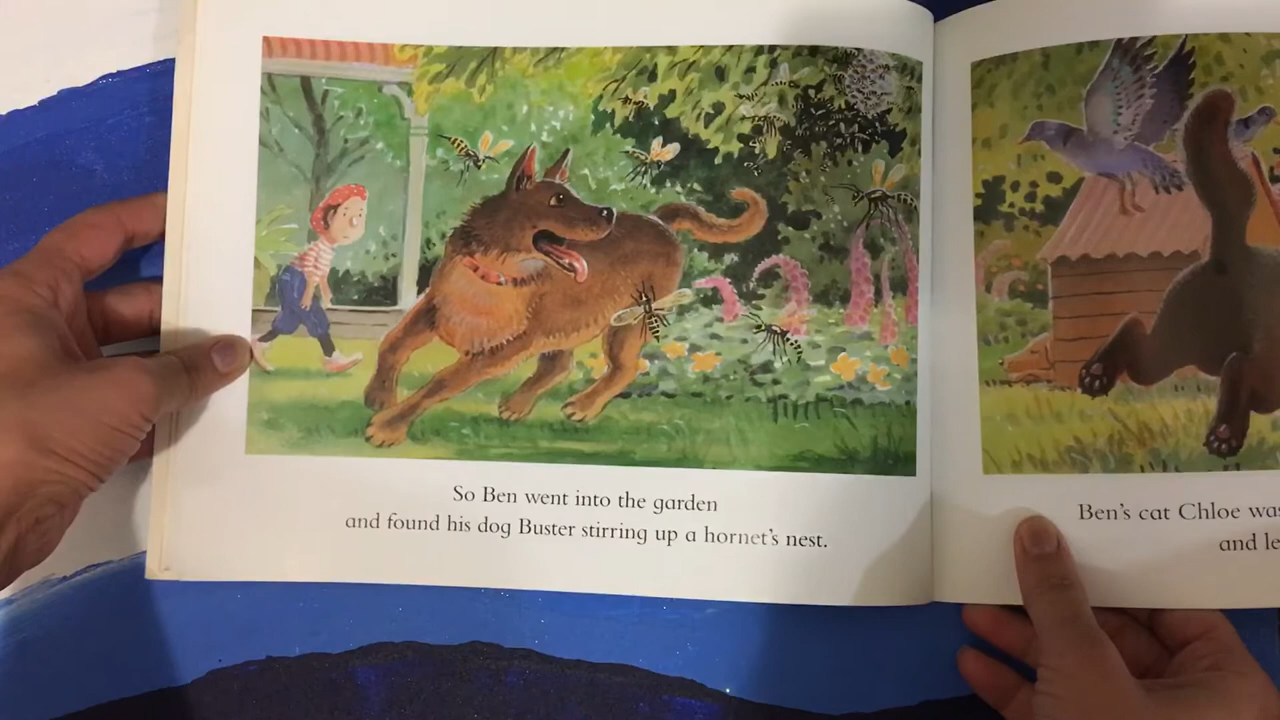 So Ben went into the garden
and found his dog Buster stirring up a hornet's nest.
Ben's cat Chloe was
and le